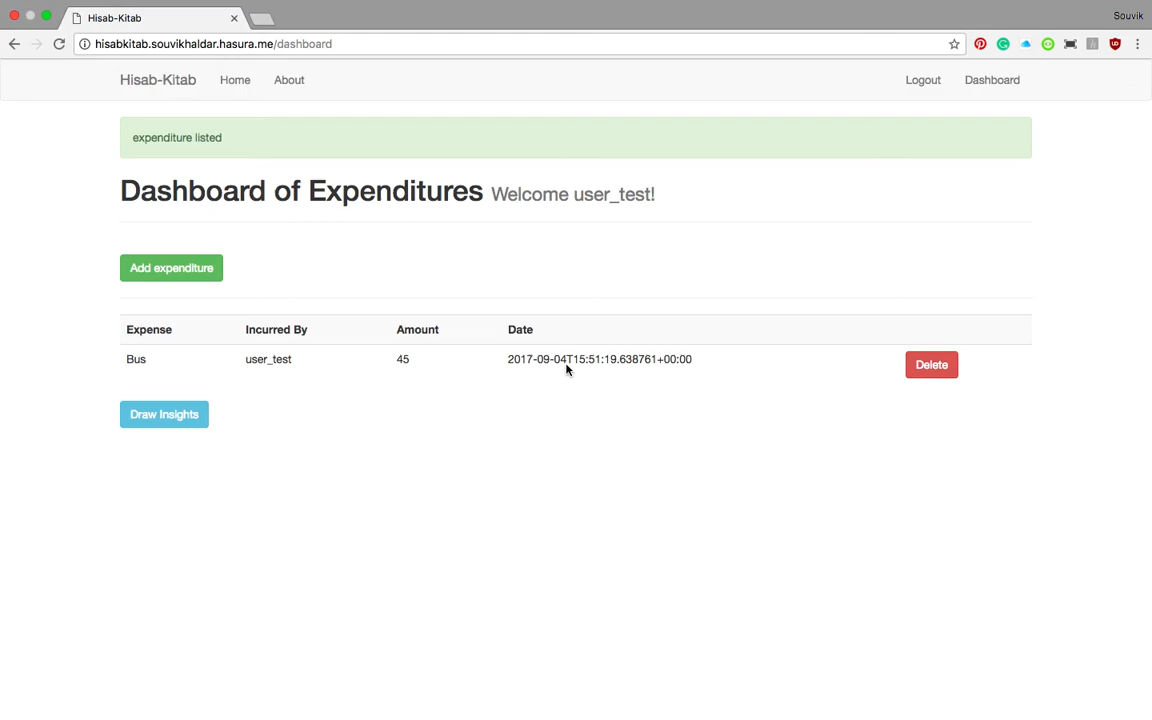 Hisab-Kitab
Souvik
hisabkitab.souvikhaldar.hasura.me/dashboard
Hisab-Kitab Home About Logout Dashboard
expenditure listed
Dashboard of Expenditures Welcome user_test!
Add expenditure
Expense Incurred By Amount Date
Bus user_test 45 2017-09-04T15:51:19.638761+00:00 Delete
Draw Insights